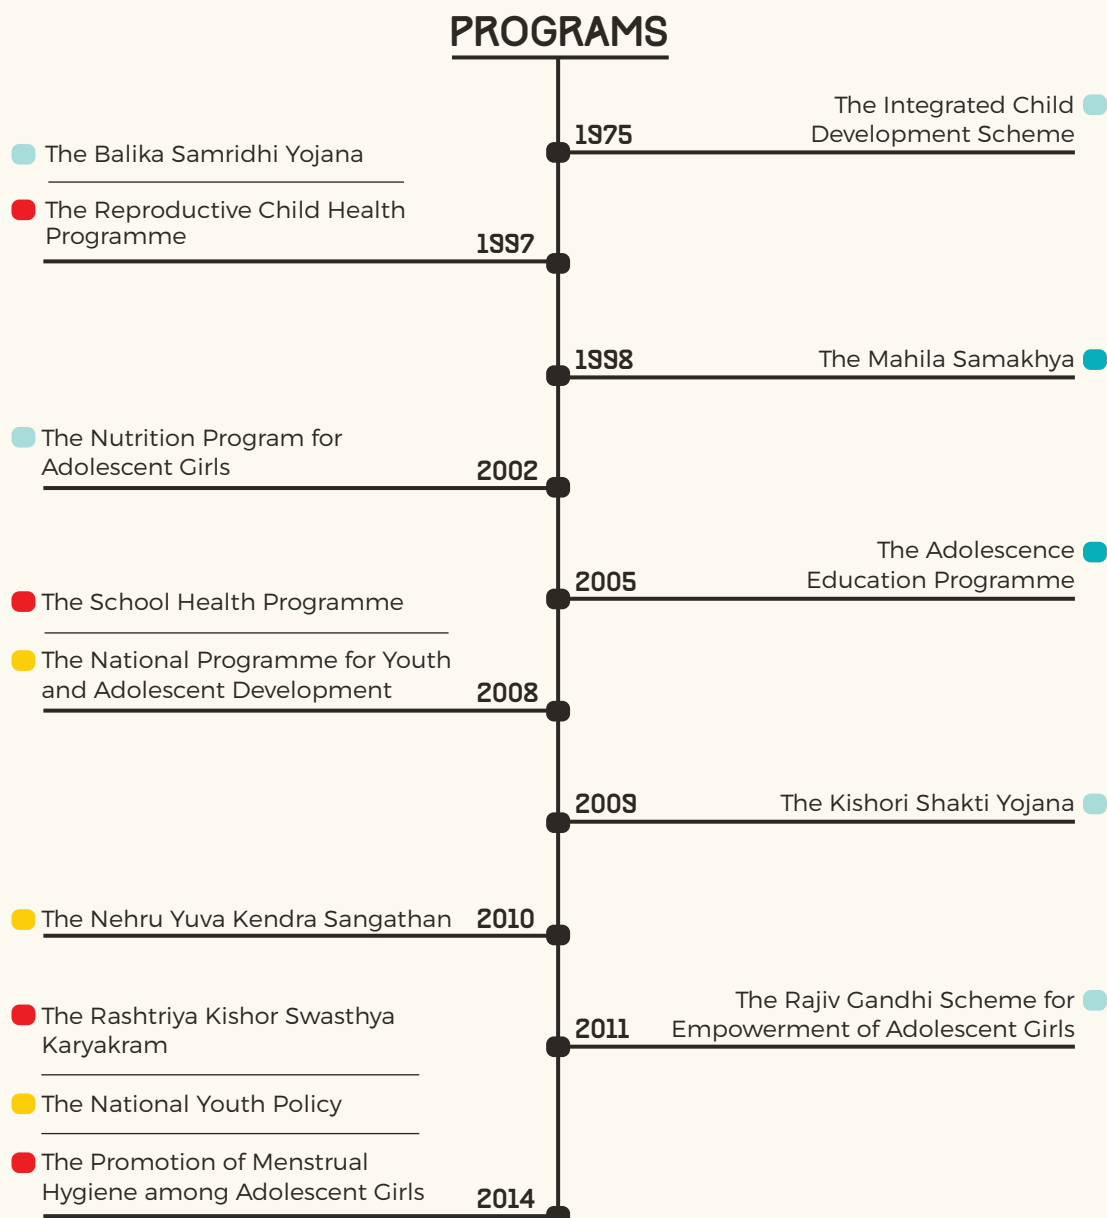 PROGRAMS
The Integrated Child
Development Scheme
1975
The Balika Samridhi Yojana
The Reproductive Child Health
Programme
1997
1998
The Mahila Samakhya
The Nutrition Program for
Adolescent Girls
2002
The Adolescence
Education Programme
2005
The School Health Programme
The National Programme for Youth
and Adolescent Development
2008
2009
The Kishori Shakti Yojana
The Nehru Yuva Kendra Sangathan
2010
The Rajiv Gandhi Scheme for
Empowerment of Adolescent Girls
2011
The Rashtriya Kishor Swasthya
Karyakram
The National Youth Policy
The Promotion of Menstrual
Hygiene among Adolescent Girls
2014